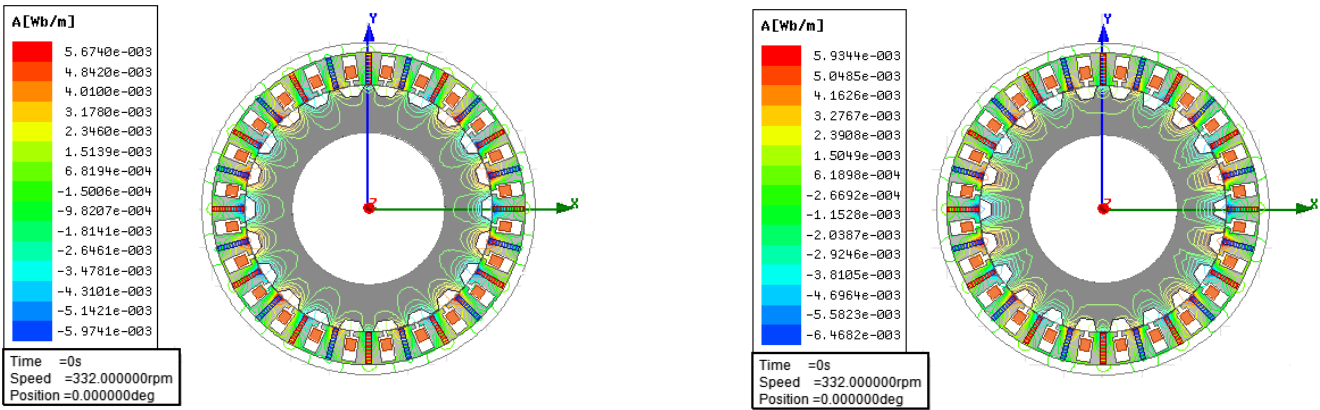 A[Wb/m]
5.6740e-003
4.8420e-003
4.0100e-003
3.1780e-003
2.3460e-003
1.5139e-003
6.8194e-004
-1.5006e-004
-9.8207e-004
-1.8141e-003
-2.6461e-003
-3.4781e-003
-4.3101e-003
-5.1421e-003
-5.9741e-003
Time =0s
Speed =332.000000rpm
Position =0.000000deg
Y
X
Z
A[Wb/m]
5.9344e-003
5.0485e-003
4.1626e-003
3.2767e-003
2.3908e-003
1.5049e-003
6.1898e-004
-2.6692e-004
-1.1528e-003
-2.0387e-003
-2.9246e-003
-3.8105e-003
-4.6964e-003
-5.5823e-003
-6.4682e-003
Time =0s
Speed =332.000000rpm
Position =0.000000deg
Y
X
Z